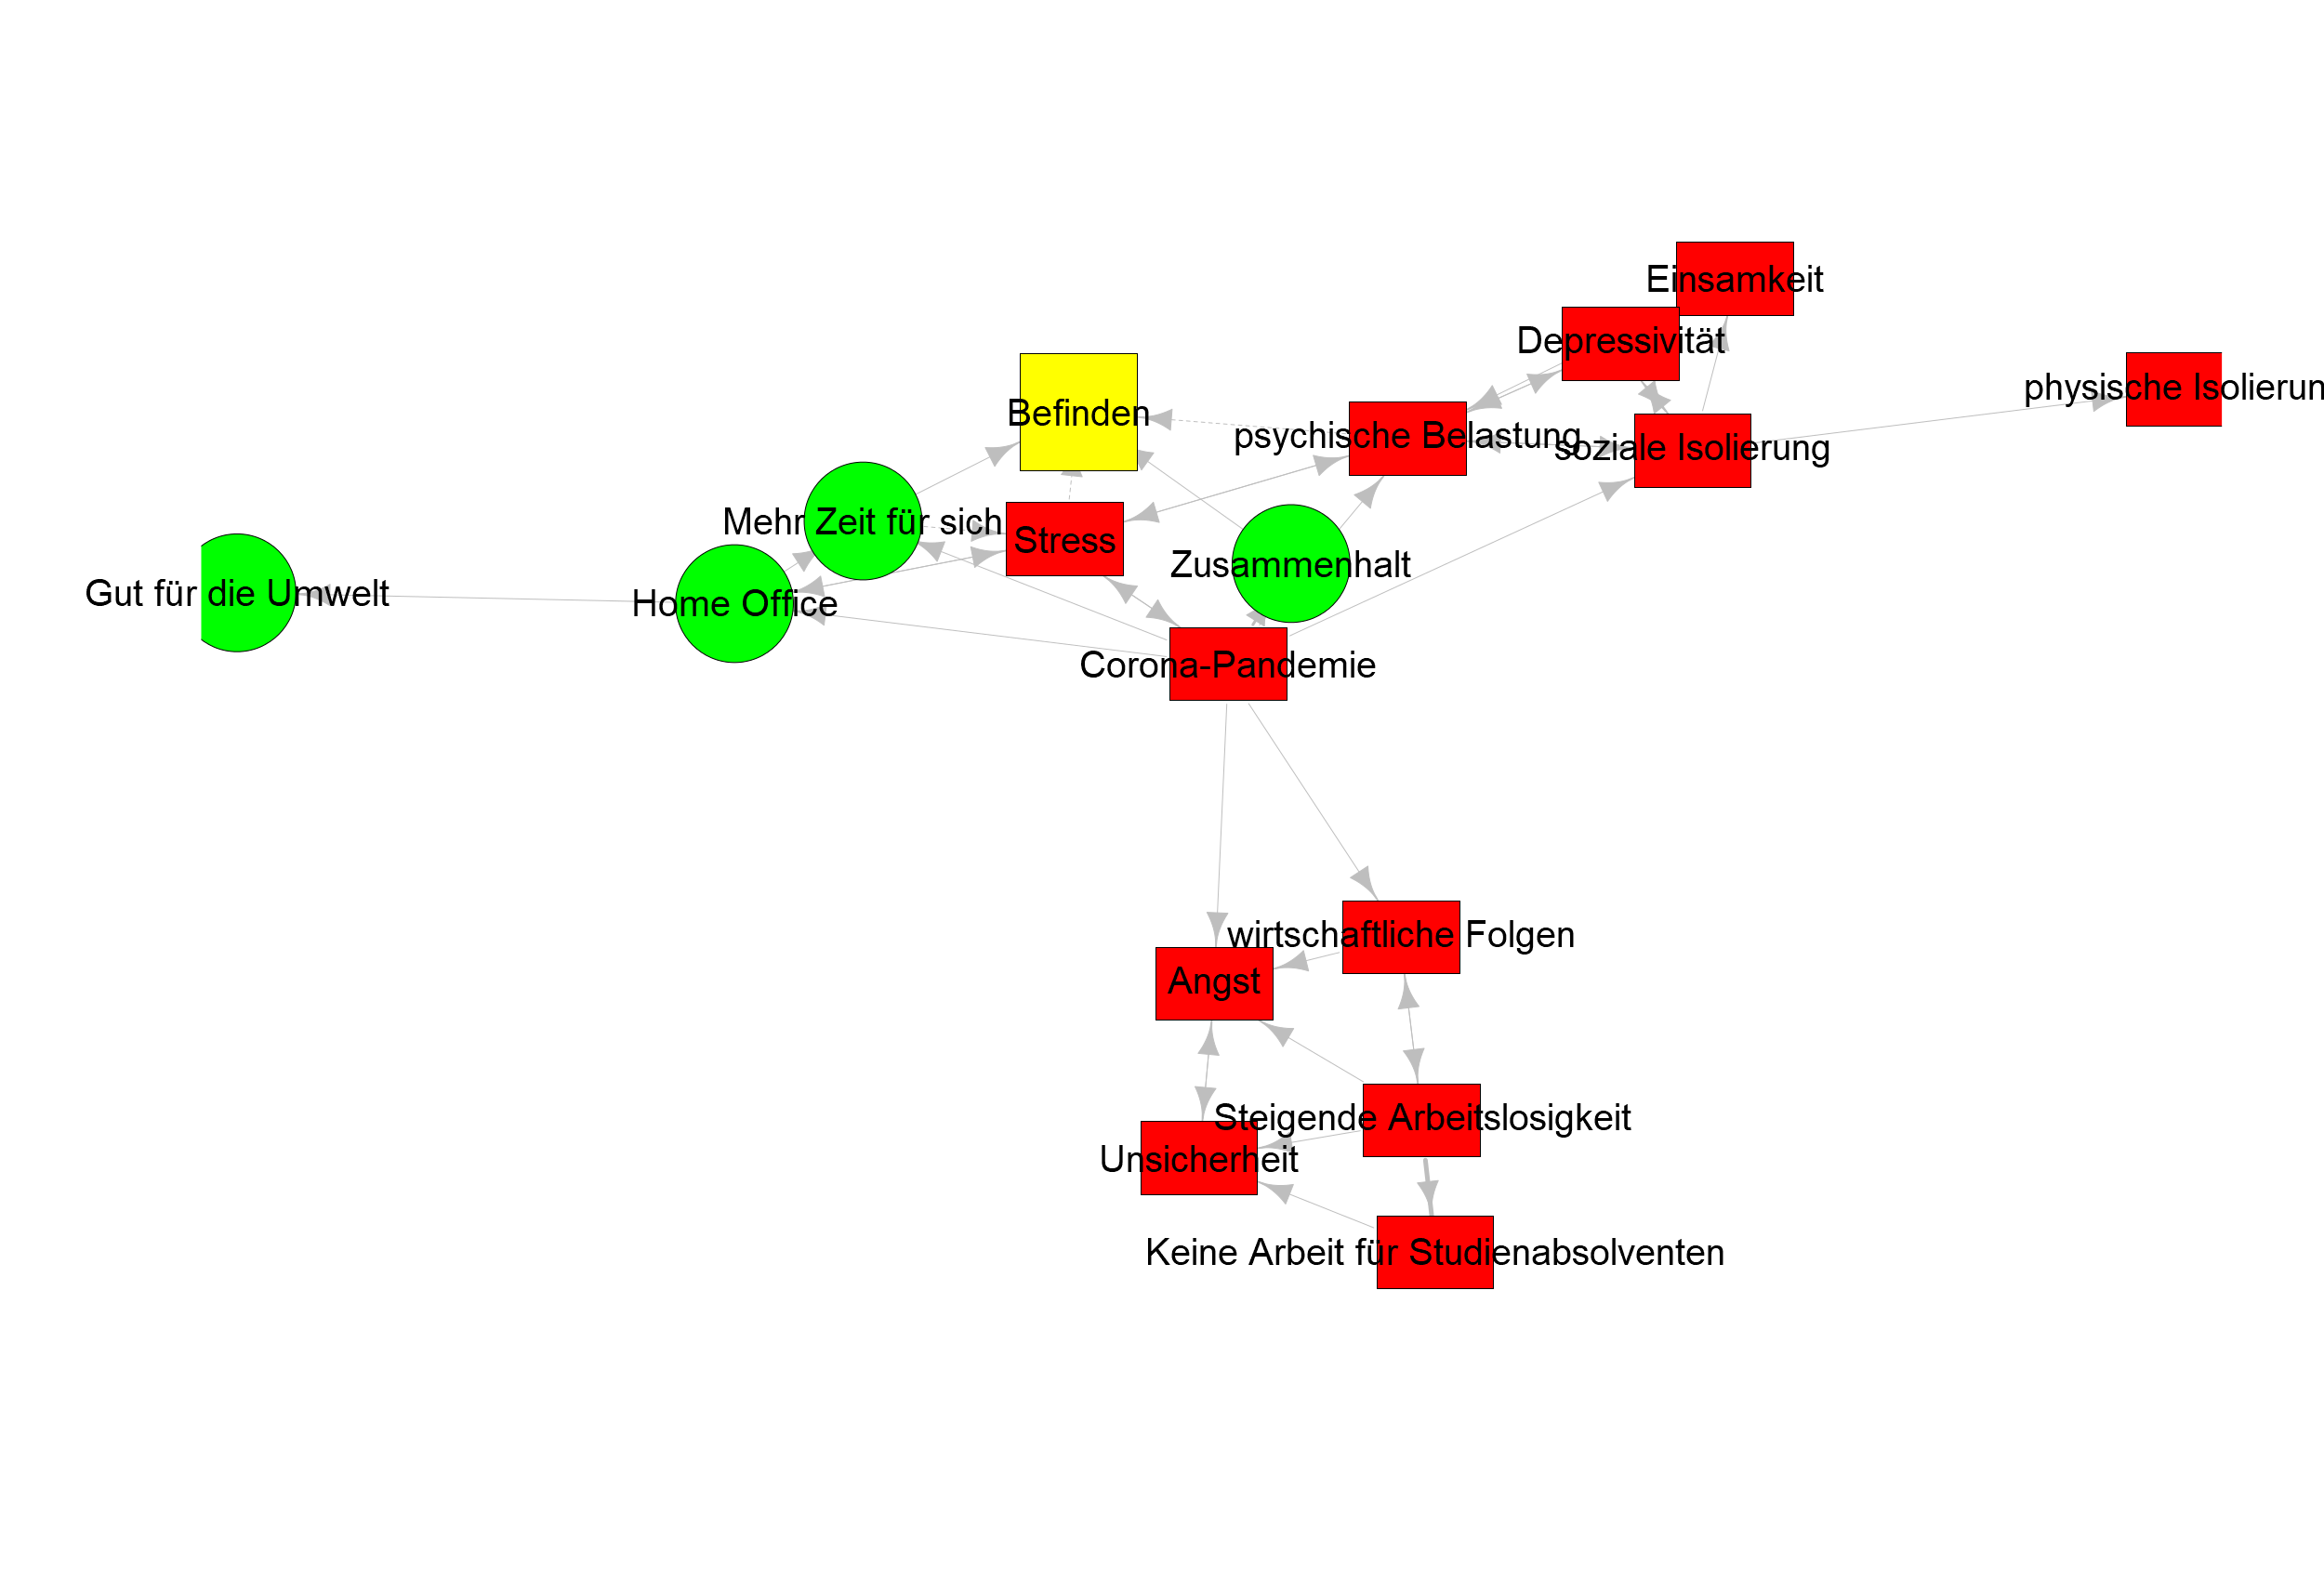 Einsamkeit
Depressivität
physische Isolierun
Befinden
psychische Belastung
soziale Isolierung
Mehr Zeit für sich
Stress
Zusammenhalt
Gut für die Umwelt
Home Office
Corona-Pandemie
wirtschaftliche Folgen
Angst
Steigende Arbeitslosigkeit
Unsicherheit
Keine Arbeit für Studienabsolventen